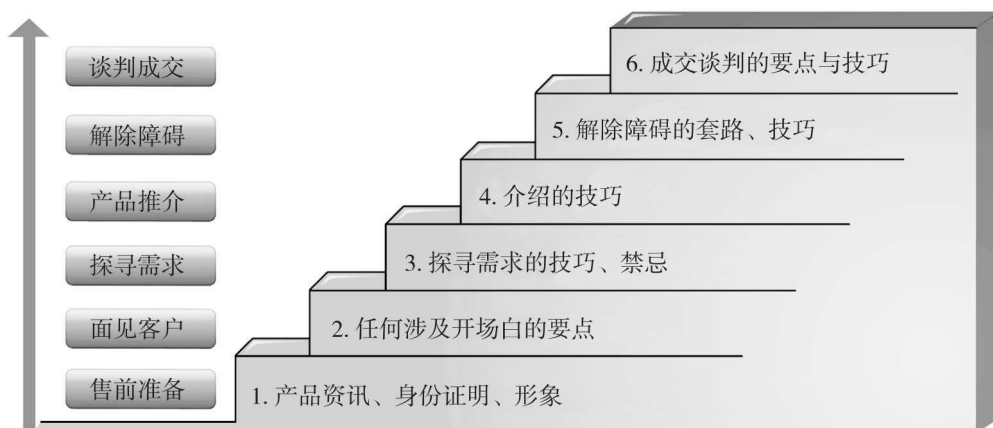 谈判成交
6. 成交谈判的要点与技巧
解除障碍
5. 解除障碍的套路、技巧
产品推介
4. 介绍的技巧
探寻需求
3. 探寻需求的技巧、禁忌
面见客户
2. 任何涉及开场白的要点
售前准备
1. 产品资讯、身份证明、形象